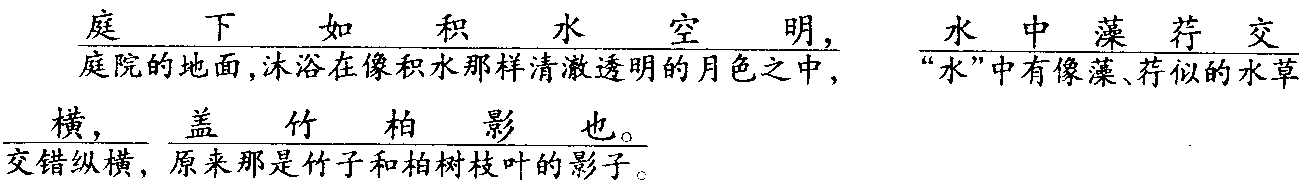 庭下如积水空明，水中藻荇交
庭院的地面，沐浴在像积水那样清澈透明的月色之中，“水”中有像藻、荇似的水草
横，盖竹柏影也。
交错纵横，原来那是竹子和柏树枝叶的影子。